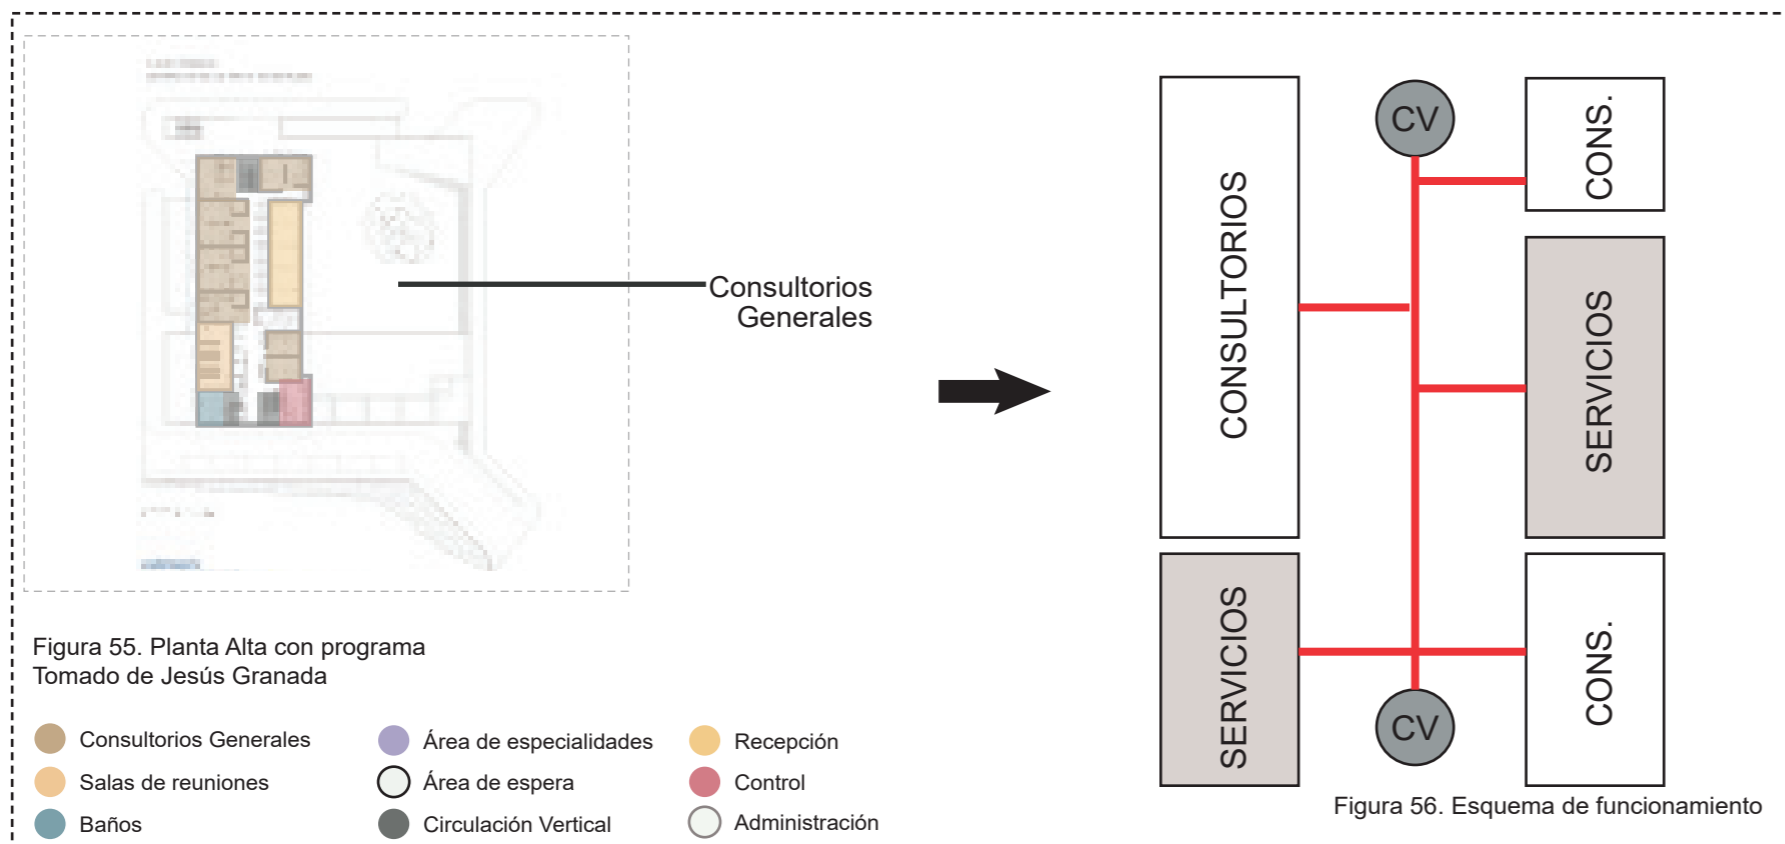 Consultorios
Generales
Figura 55. Planta Alta con programa
Tomado de Jesús Granada
Consultorios Generales
Salas de reuniones
Baños
Área de especialidades
Área de espera
Circulación Vertical
Recepción
Control
Administración
CV
CONSULTORIOS
CONS.
SERVICIOS
SERVICIOS
CONS.
CV
Figura 56. Esquema de funcionamiento